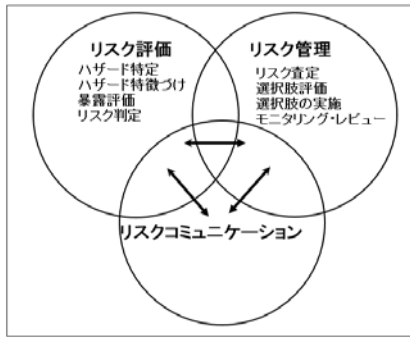 リスク評価
ハザード特定
ハザード特徴づけ
暴露評価
リスク判定
リスク管理
リスク査定
選択肢評価
選択肢の実施
モニタリング・レビュー
リスクコミュニケーション